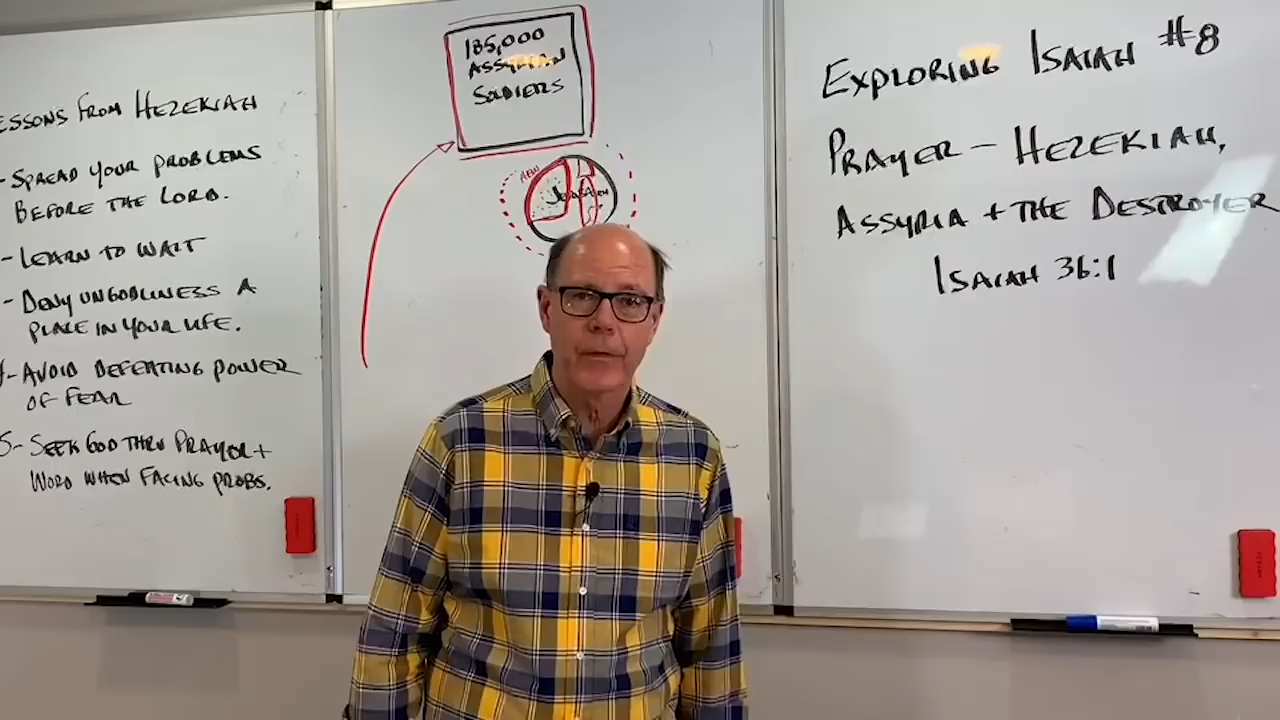 ESSONS FROM HEZEKIAH
- SPREAD YOUR PROBLEMS
BEFORE THE LORD.
- LEARN TO WAIT
- DENY UNGODLINESS A
PLACE IN YOUR LIFE.
- AVOID DEFEATING POWER
OF FEAR
5- SEEK GOD THRU PRAYER +
WORD WHEN FACING PROBS.
185,000
ASSYRIAN
SOLDIERS
NEW
EXPLORING ISAIAH #8
PRAYER - HEZEKIAH,
ASSYRIA + THE DESTROYER
ISAIAH 36:1